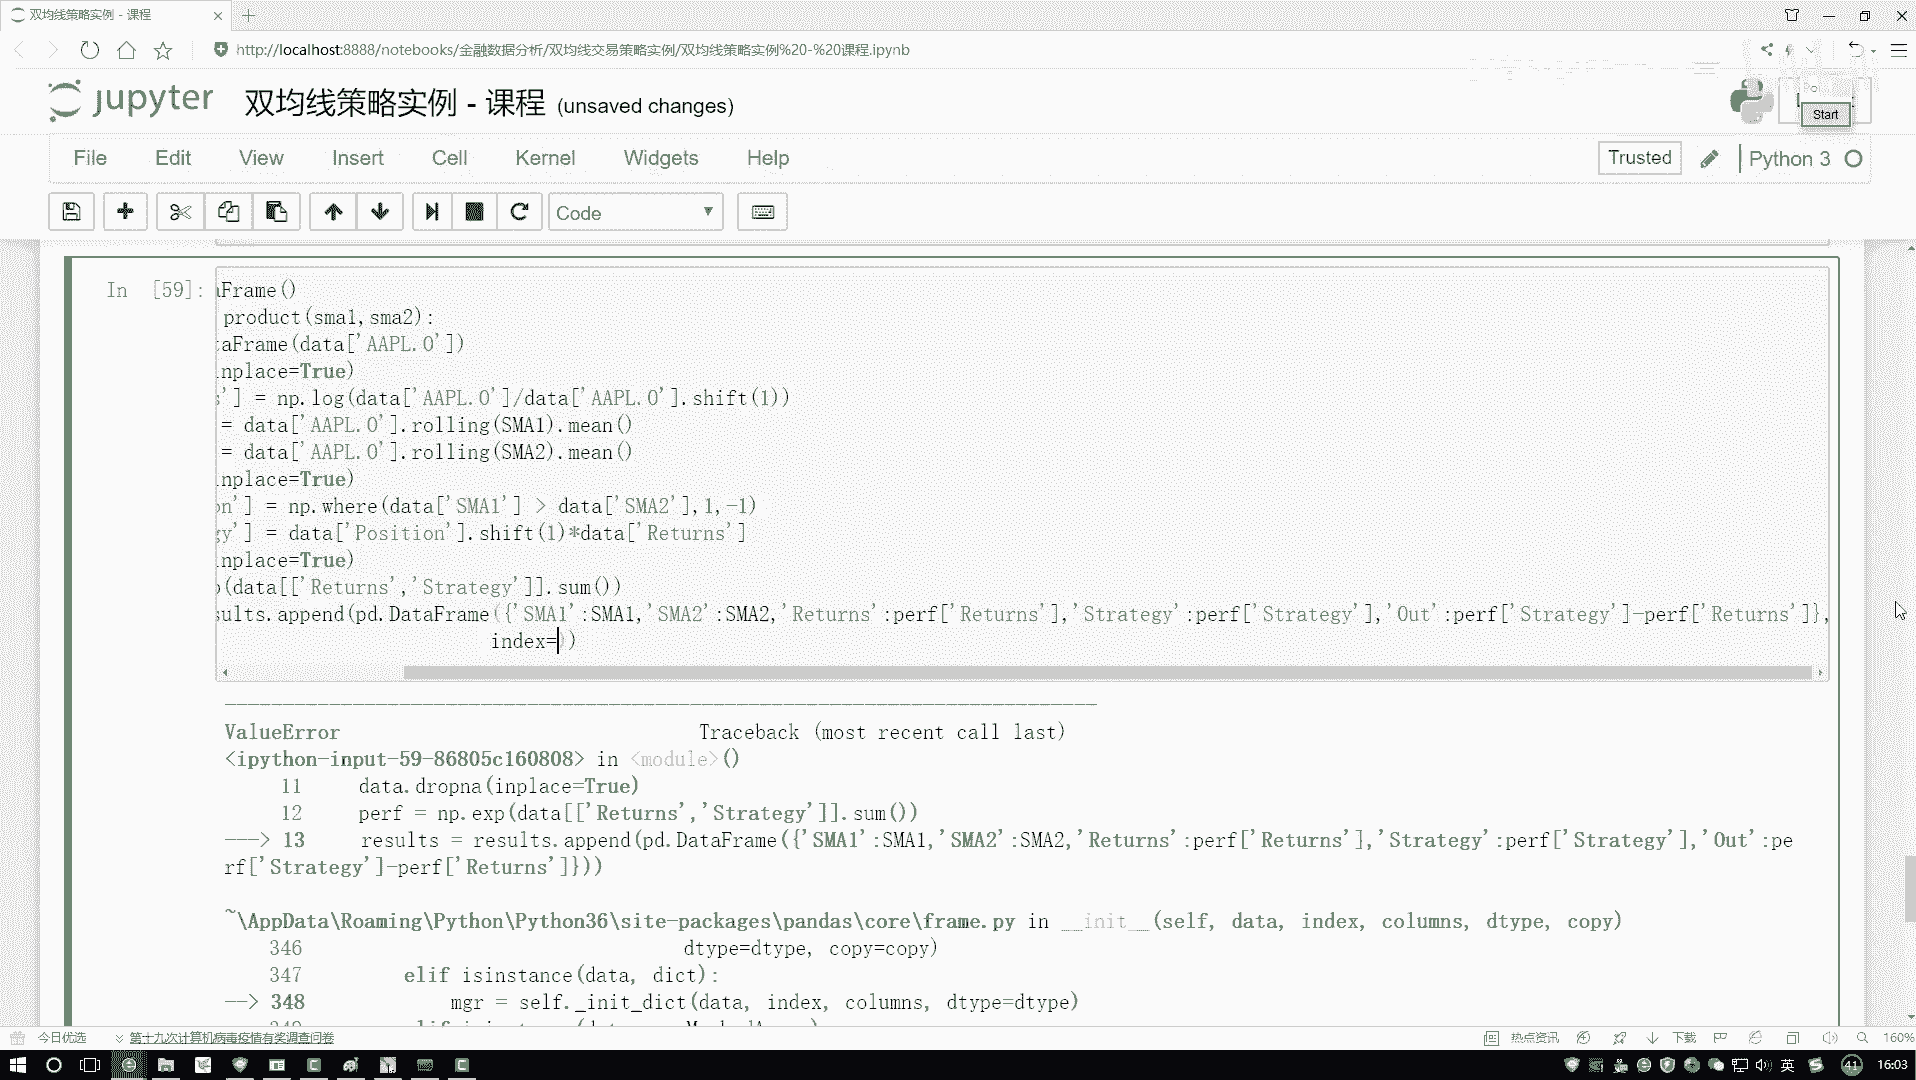 双均线策略实例 - 课程
http://localhost:8888/notebooks/金融数据分析/双均线交易策略实例/双均线策略实例%20-%20课程.ipynb
jupyter 双均线策略实例 - 课程 (unsaved changes)
Start
File Edit View Insert Cell Kernel Widgets Help
Trusted Python 3
Code
In [59]:
aFrame()
product(sma1,sma2):
taFrame(data['AAPL.O'])
inplace=True)
s'] = np.log(data['AAPL.O']/data['AAPL.O'].shift(1))
= data['AAPL.O'].rolling(SMA1).mean()
= data['AAPL.O'].rolling(SMA2).mean()
inplace=True)
on'] = np.where(data['SMA1'] > data['SMA2'],1,-1)
gy'] = data['Position'].shift(1)*data['Returns']
inplace=True)
p(data[['Returns','Strategy']].sum())
sults.append(pd.DataFrame({'SMA1':SMA1,'SMA2':SMA2,'Returns':perf['Returns'],'Strategy':perf['Strategy'],'Out':perf['Strategy']-perf['Returns']},
index=))
ValueError Traceback (most recent call last)
<ipython-input-59-86805c160808> in <module>()
11 data.dropna(inplace=True)
12 perf = np.exp(data[['Returns','Strategy']].sum())
---> 13 results = results.append(pd.DataFrame({'SMA1':SMA1,'SMA2':SMA2,'Returns':perf['Returns'],'Strategy':perf['Strategy'],'Out':pe
rf['Strategy']-perf['Returns']}))
~\AppData\Roaming\Python\Python36\site-packages\pandas\core\frame.py in __init__(self, data, index, columns, dtype, copy)
346 dtype=dtype, copy=copy)
347 elif isinstance(data, dict):
--> 348 mgr = self._init_dict(data, index, columns, dtype=dtype)
今日优选 第十九次计算机病毒疫情有奖调查问卷 热点资讯 下载 160%
英 41 16:03